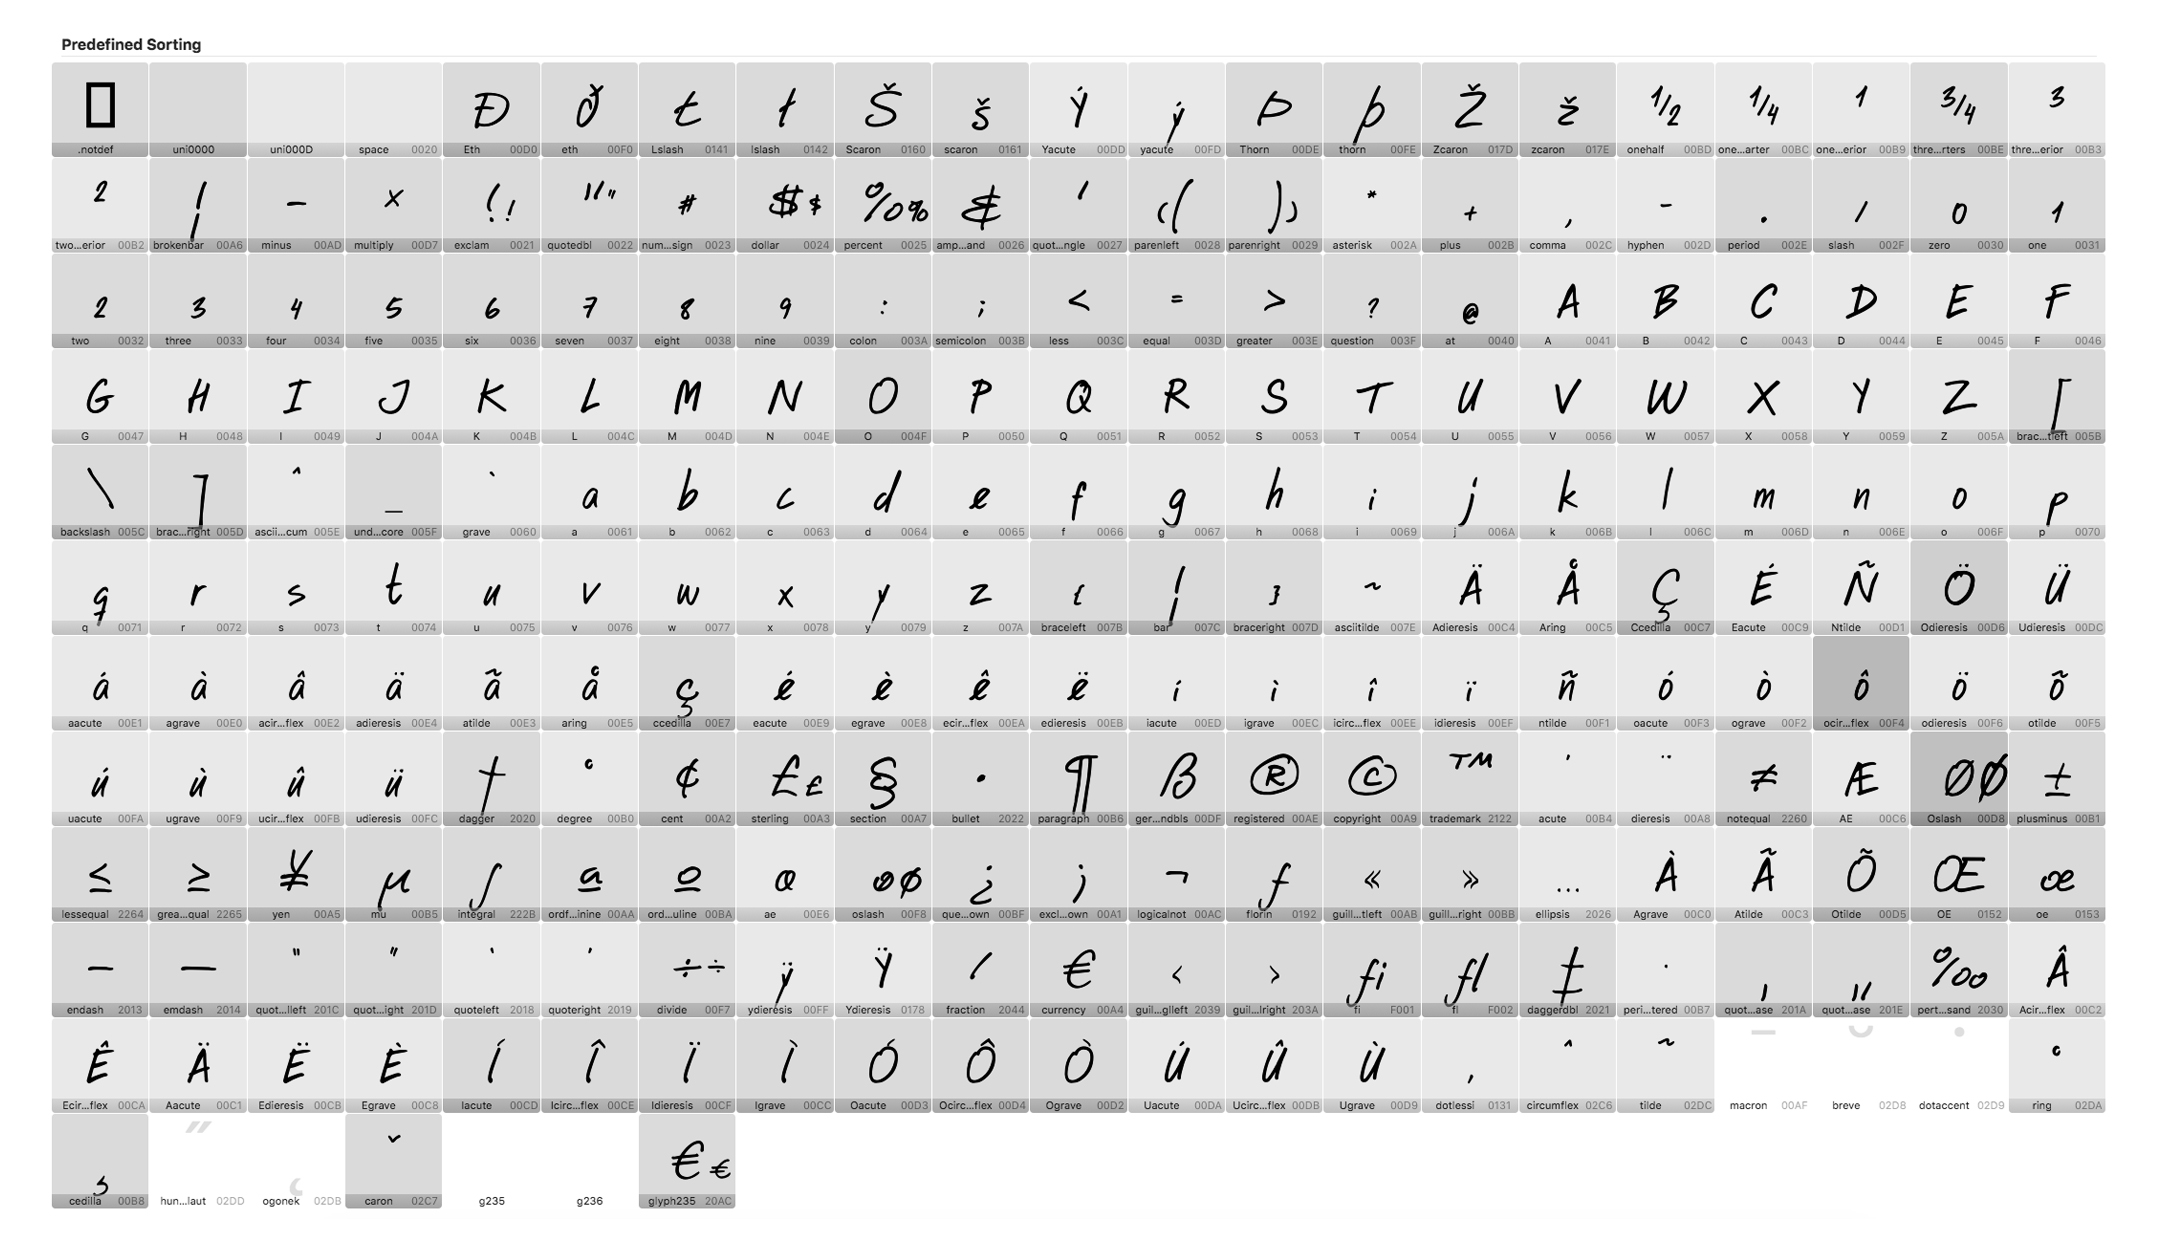 Predefined Sorting
Ð ð Ł ł Š š Ý ý Þ þ Ž ž 1/2 1/4 1 3/4 3
.notdef uni0000 uni000D space 0020 Eth 00D0 eth 00F0 Lslash 0141 lslash 0142 Scaron 0160 scaron 0161 Yacute 00DD yacute 00FD Thorn 00DE thorn 00FE Zcaron 017D zcaron 017E onehalf 00BD one...arter 00BC one...erior 00B9 thre...rters 00BE thre...erior 00B3
2 ¦ – × ! ! " " # $ $ % % & ' ( ( ) ) * + , - . / 0 1
two...erior 00B2 brokenbar 00A6 minus 00AD multiply 00D7 exclam 0021 quotedbl 0022 num...sign 0023 dollar 0024 percent 0025 amp...and 0026 quot...ngle 0027 parenleft 0028 parenright 0029 asterisk 002A plus 002B comma 002C hyphen 002D period 002E slash 002F zero 0030 one 0031
2 3 4 5 6 7 8 9 : ; < = > ? @ A B C D E F
two 0032 three 0033 four 0034 five 0035 six 0036 seven 0037 eight 0038 nine 0039 colon 003A semicolon 003B less 003C equal 003D greater 003E question 003F at 0040 A 0041 B 0042 C 0043 D 0044 E 0045 F 0046
G H I J K L M N O P Q R S T U V W X Y Z [
G 0047 H 0048 I 0049 J 004A K 004B L 004C M 004D N 004E O 004F P 0050 Q 0051 R 0052 S 0053 T 0054 U 0055 V 0056 W 0057 X 0058 Y 0059 Z 005A brac...tleft 005B
\ ] ^ _ ` a b c d e f g h i j k l m n o p
backslash 005C brac...right 005D ascii...cum 005E und...core 005F grave 0060 a 0061 b 0062 c 0063 d 0064 e 0065 f 0066 g 0067 h 0068 i 0069 j 006A k 006B l 006C m 006D n 006E o 006F p 0070
q r s t u v w x y z { ¦ } ~ Ä Å Ç É Ñ Ö Ü
q 0071 r 0072 s 0073 t 0074 u 0075 v 0076 w 0077 x 0078 y 0079 z 007A braceleft 007B bar 007C braceright 007D asciitilde 007E Adieresis 00C4 Aring 00C5 Ccedilla 00C7 Eacute 00C9 Ntilde 00D1 Odieresis 00D6 Udieresis 00DC
á à â ä ã å ç é è ê ë í ì î ï ñ ó ò ô ö õ
aacute 00E1 agrave 00E0 acir...flex 00E2 adieresis 00E4 atilde 00E3 aring 00E5 ccedilla 00E7 eacute 00E9 egrave 00E8 ecir...flex 00EA edieresis 00EB iacute 00ED igrave 00EC icirc...flex 00EE idieresis 00EF ntilde 00F1 oacute 00F3 ograve 00F2 ocir...flex 00F4 odieresis 00F6 otilde 00F5
ú ù û ü † ° ¢ £ £ § • ¶ ß ® © ™ ´ ¨ ≠ Æ Ø Ø ±
uacute 00FA ugrave 00F9 ucir...flex 00FB udieresis 00FC dagger 2020 degree 00B0 cent 00A2 sterling 00A3 section 00A7 bullet 2022 paragraph 00B6 ger...ndbls 00DF registered 00AE copyright 00A9 trademark 2122 acute 00B4 dieresis 00A8 notequal 2260 AE 00C6 Oslash 00D8 plusminus 00B1
≤ ≥ ¥ µ ∫ ª º æ ø ø ¿ ¡ ¬ ƒ « » … À Ã Õ Œ œ
lessequal 2264 grea...qual 2265 yen 00A5 mu 00B5 integral 222B ordf...inine 00AA ord...uline 00BA ae 00E6 oslash 00F8 que...own 00BF excl...own 00A1 logicalnot 00AC florin 0192 guill...tleft 00AB guill...right 00BB ellipsis 2026 Agrave 00C0 Atilde 00C3 Otilde 00D5 OE 0152 oe 0153
– — “ ” ‘ ’ ÷ ÷ ÿ Ÿ ⁄ € ‹ › fi fl ‡ · ‚ „ ‰ Â
endash 2013 emdash 2014 quot...lleft 201C quot...ight 201D quoteleft 2018 quoteright 2019 divide 00F7 ydieresis 00FF Ydieresis 0178 fraction 2044 currency 00A4 guil...glleft 2039 guil...lright 203A fi F001 fl F002 daggerdbl 2021 peri...tered 00B7 quot...ase 201A quot...ase 201E pert...sand 2030 Acir...flex 00C2
Ê Ä Ë È Í Î Ï Ì Ó Ô Ò Ú Û Ù , ˆ ˜ ¯ ˘ ˙ ˚
Ecir...flex 00CA Aacute 00C1 Edieresis 00CB Egrave 00C8 Iacute 00CD Icirc...flex 00CE Idieresis 00CF Igrave 00CC Oacute 00D3 Ocirc...flex 00D4 Ograve 00D2 Uacute 00DA Ucirc...flex 00DB Ugrave 00D9 dotlessi 0131 circumflex 02C6 tilde 02DC macron 00AF breve 02D8 dotaccent 02D9 ring 02DA
¸ ˝ ˛ ˇ € €
cedilla 00B8 hun...laut 02DD ogonek 02DB caron 02C7 g235 g236 glyph235 20AC